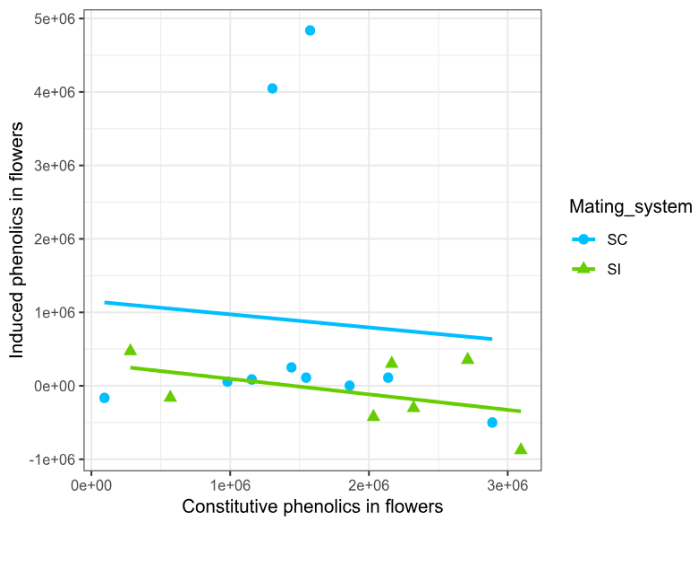 5e+06
4e+06
3e+06
2e+06
1e+06
0e+00
-1e+06
Induced phenolics in flowers
0e+00 1e+06 2e+06 3e+06
Constitutive phenolics in flowers
Mating_system
SC
SI